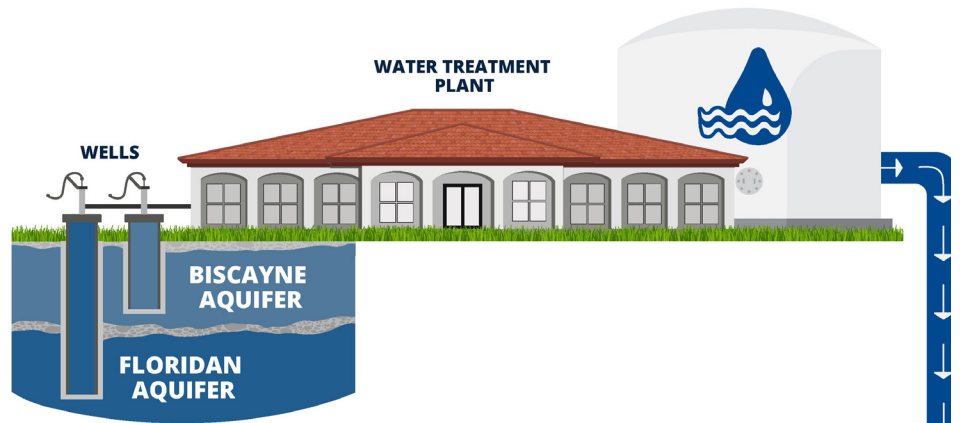 WATER TREATMENT
PLANT
WELLS
BISCAYNE
AQUIFER
FLORIDAN
AQUIFER